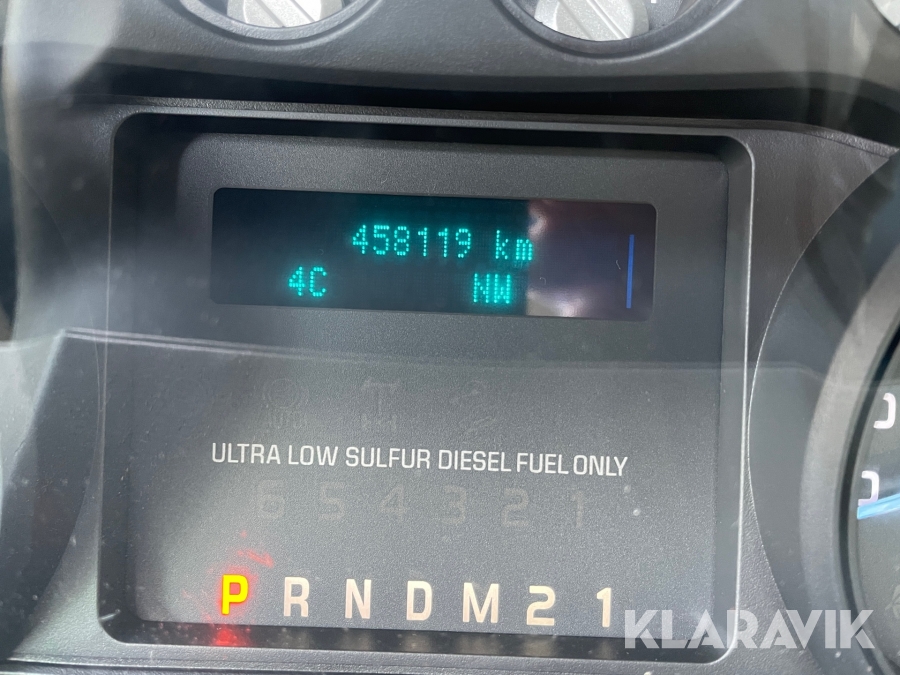 458119 km
4C NW
ULTRA LOW SULFUR DIESEL FUEL ONLY
6 5 4 3 2 1
P R N D M 2 1
KLARAVIK